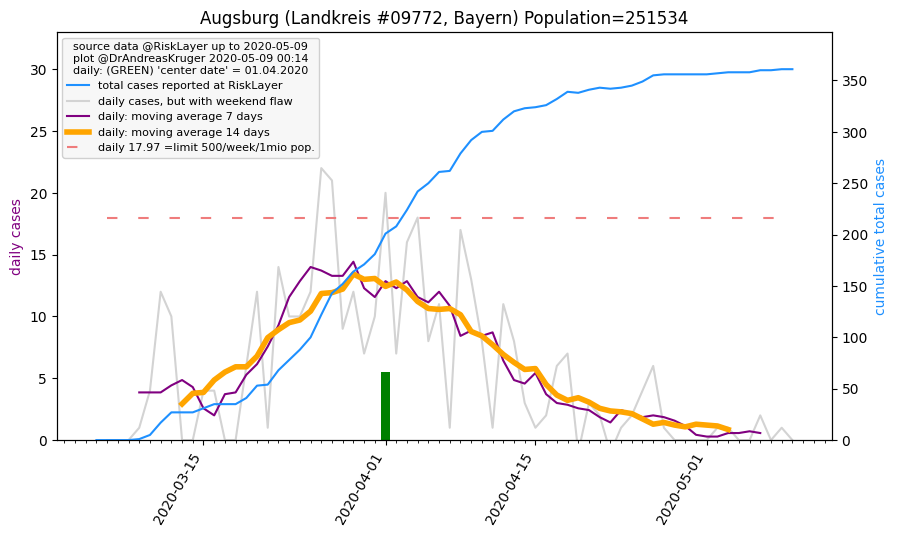 Augsburg (Landkreis #09772, Bayern) Population=251534
source data @RiskLayer up to 2020-05-09
plot @DrAndreasKruger 2020-05-09 00:14
daily: (GREEN) 'center date' = 01.04.2020
total cases reported at RiskLayer
daily cases, but with weekend flaw
daily: moving average 7 days
daily: moving average 14 days
daily 17.97 =limit 500/week/1mio pop.
daily cases
30
25
20
15
10
5
0
cumulative total cases
350
300
250
200
150
100
50
0
2020-03-15
2020-04-01
2020-04-15
2020-05-01